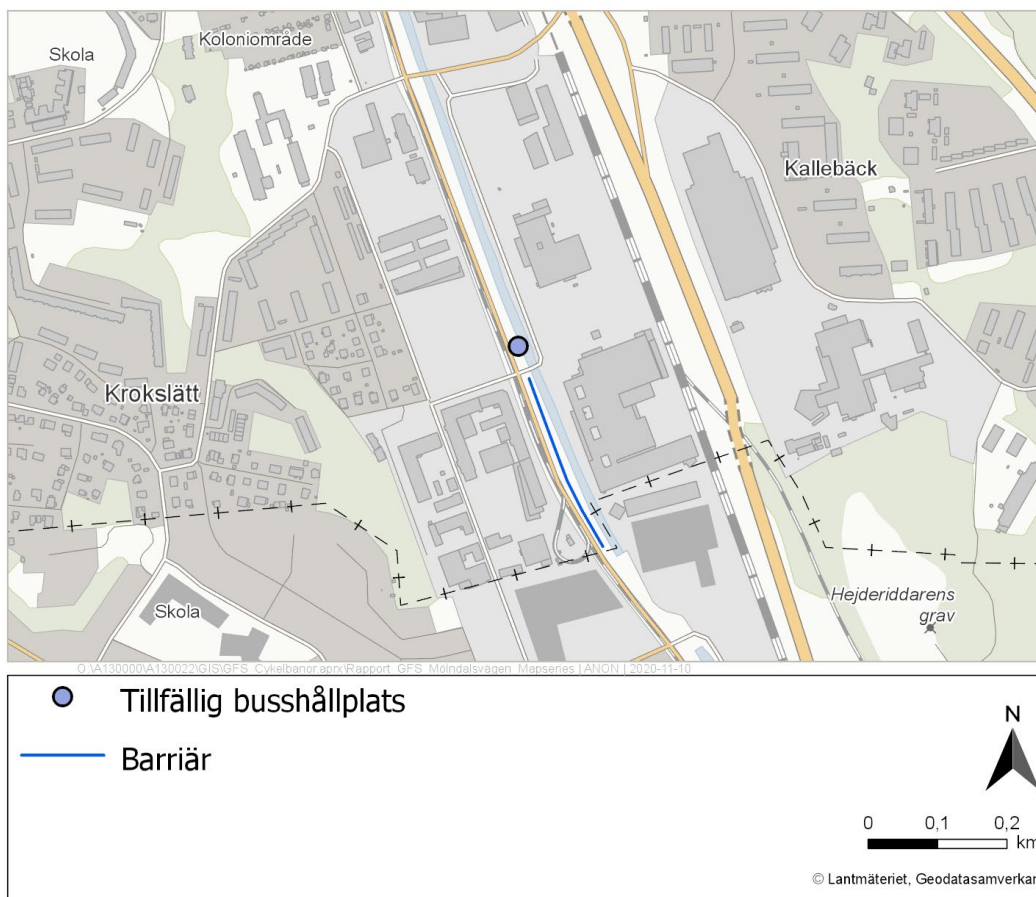 Skola
Koloniområde
Kallebäck
Krokslätt
Hejderiddarens
grav
Skola
O:\A130000\A130022\GIS\GFS_Cykelbanor.aprx\Rapport_GFS_Mölndalsvägen_Mapseries | ANON | 2020-11-10
Tillfällig busshållplats
Barriär
N
0 0,1 0,2
km
© Lantmäteriet, Geodatasamverkan